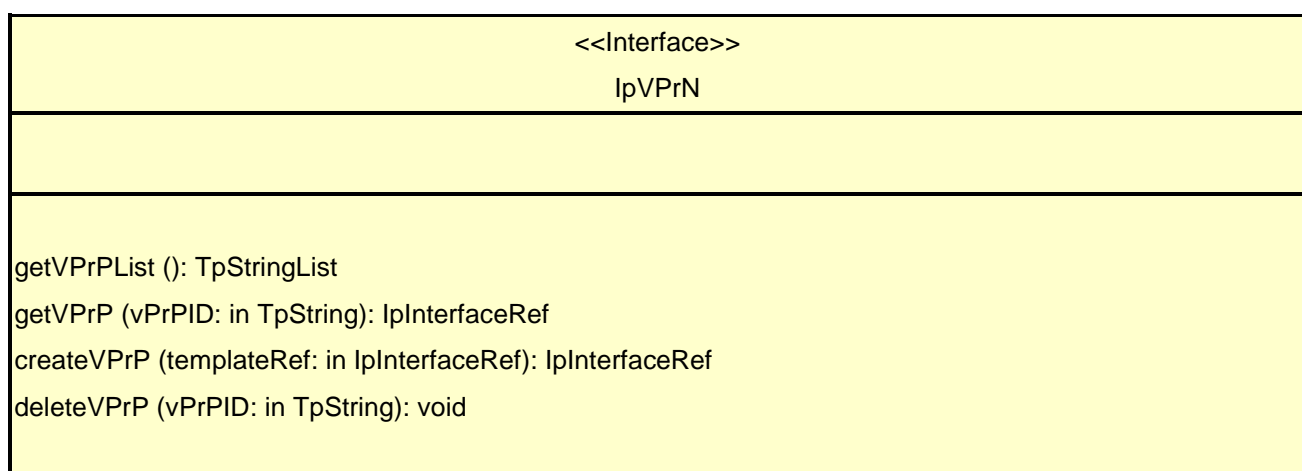 <<Interface>>
IpVPrN
getVPrPList (): TpStringList
getVPrP (vPrPID: in TpString): IpInterfaceRef
createVPrP (templateRef: in IpInterfaceRef): IpInterfaceRef
deleteVPrP (vPrPID: in TpString): void